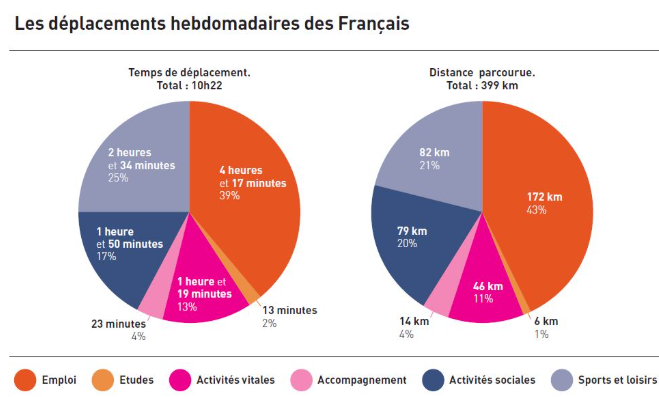 Les déplacements hebdomadaires des Français
Temps de déplacement.
Total : 10h22
2 heures
et 34 minutes
25%
4 heures
et 17 minutes
39%
1 heure
et 50 minutes
17%
1 heure et
19 minutes
13%
23 minutes
4%
13 minutes
2%
Distance parcourue.
Total : 399 km
82 km
21%
172 km
43%
79 km
20%
46 km
11%
14 km
4%
6 km
1%
Emploi
Etudes
Activités vitales
Accompagnement
Activités sociales
Sports et loisirs